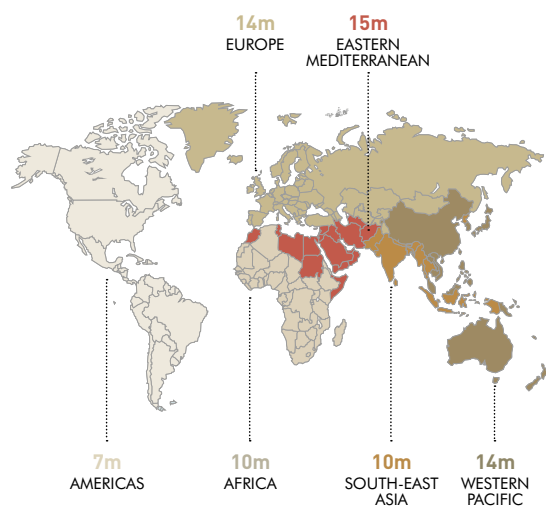 14m
EUROPE
15m
EASTERN
MEDITERRANEAN
7m
AMERICAS
10m
AFRICA
10m
SOUTH-EAST
ASIA
14m
WESTERN
PACIFIC